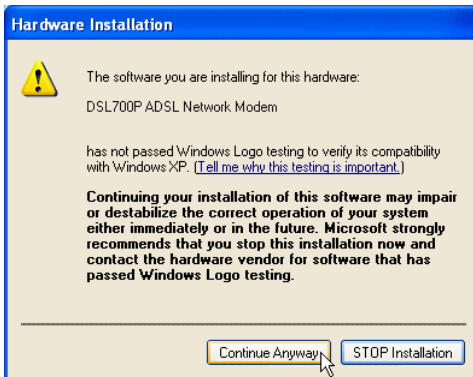 Hardware Installation
The software you are installing for this hardware:
DSL700P ADSL Network Modem
has not passed Windows Logo testing to verify its compatibility
with Windows XP. (Tell me why this testing is important.)
Continuing your installation of this software may impair
or destabilize the correct operation of your system
either immediately or in the future. Microsoft strongly
recommends that you stop this installation now and
contact the hardware vendor for software that has
passed Windows Logo testing.
Continue Anyway
STOP Installation